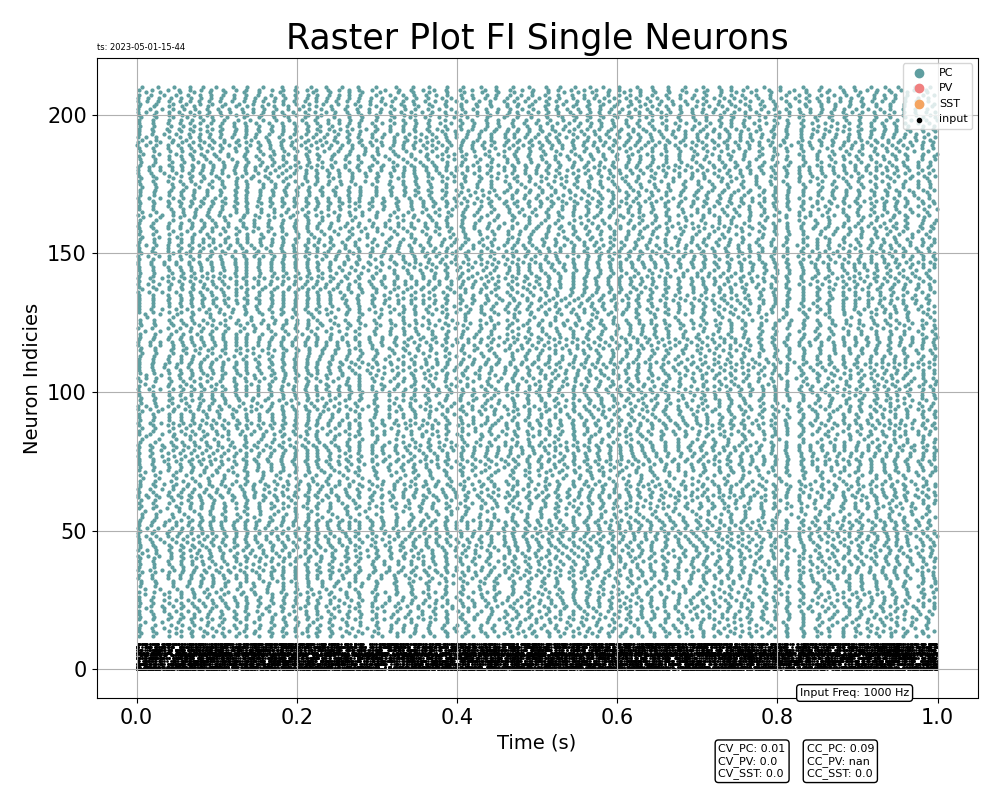 Raster Plot FI Single Neurons
ts: 2023-05-01-15-44
PC
PV
SST
input
200
150
100
50
0
Neuron Indicies
0.0 0.2 0.4 0.6 0.8 1.0
Time (s)
Input Freq: 1000 Hz
CV_PC: 0.01
CV_PV: 0.0
CV_SST: 0.0
CC_PC: 0.09
CC_PV: nan
CC_SST: 0.0